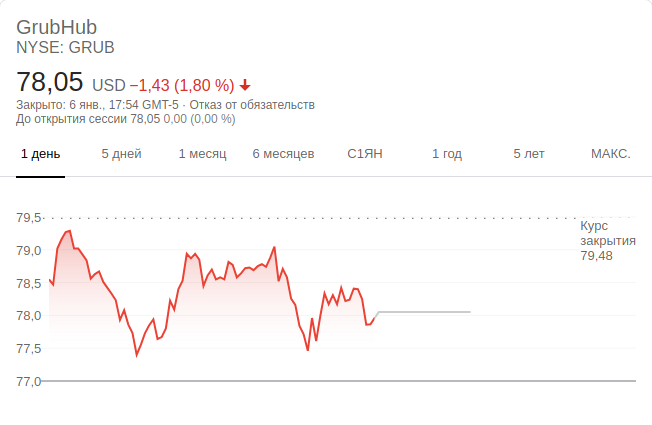 GrubHub
NYSE: GRUB
78,05 USD −1,43 (1,80 %)
Закрыто: 6 янв., 17:54 GMT-5 · Отказ от обязательств
До открытия сессии 78,05 0,00 (0,00 %)
1 день 5 дней 1 месяц 6 месяцев С1ЯН 1 год 5 лет МАКС.
79,5
Курс
закрытия
79,48
79,0
78,5
78,0
77,5
77,0